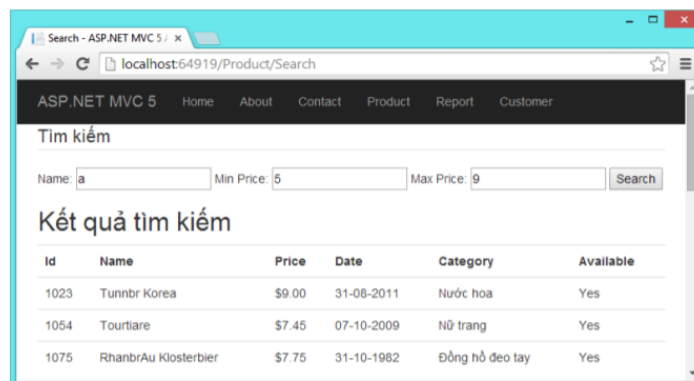 Search - ASP.NET MVC 5
localhost:64919/Product/Search
ASP.NET MVC 5 Home About Contact Product Report Customer
Tìm kiếm
Name: a Min Price: 5 Max Price: 9 Search
Kết quả tìm kiếm
Id Name Price Date Category Available
1023 Tunnbr Korea $9.00 31-08-2011 Nước hoa Yes
1054 Tourtiare $7.45 07-10-2009 Nữ trang Yes
1075 RhanbrAu Klosterbier $7.75 31-10-1982 Đồng hồ đeo tay Yes